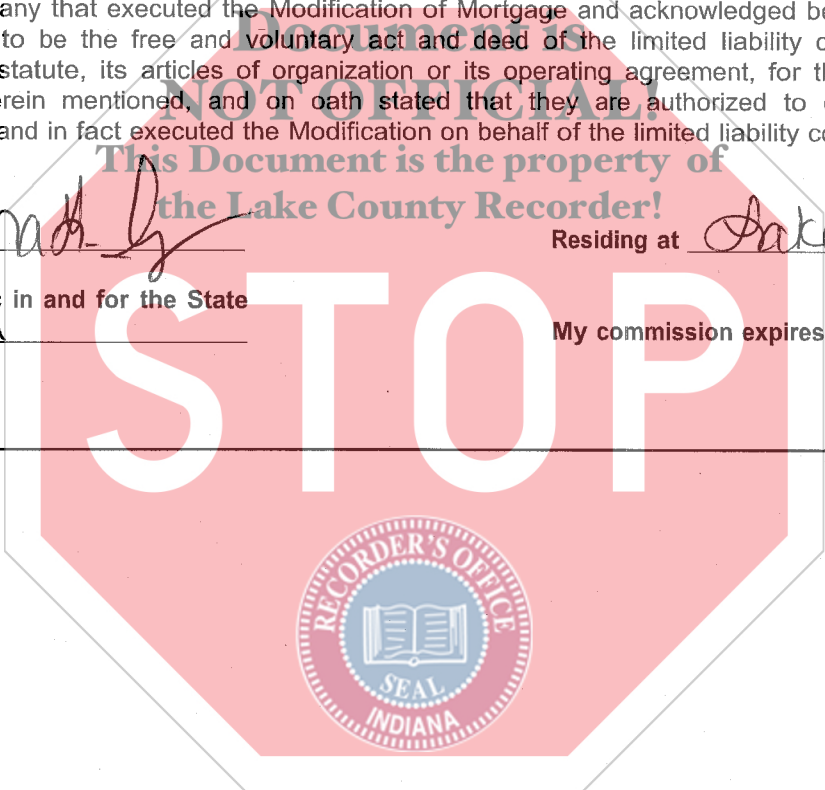 any that executed the Modification of Mortgage and acknowledged be
Document is
to be the free and voluntary act and deed of the limited liability c
statute, its articles of organization or its operating agreement, for t
NOT OFFICIAL!
rein mentioned, and on oath stated that they are authorized to
and in fact executed the Modification on behalf of the limited liability co
This Document is the property of
the Lake County Recorder!
Residing at Lak
in and for the State
My commission expires
STOP
RECORDER'S OFFICE
SEAL
INDIANA